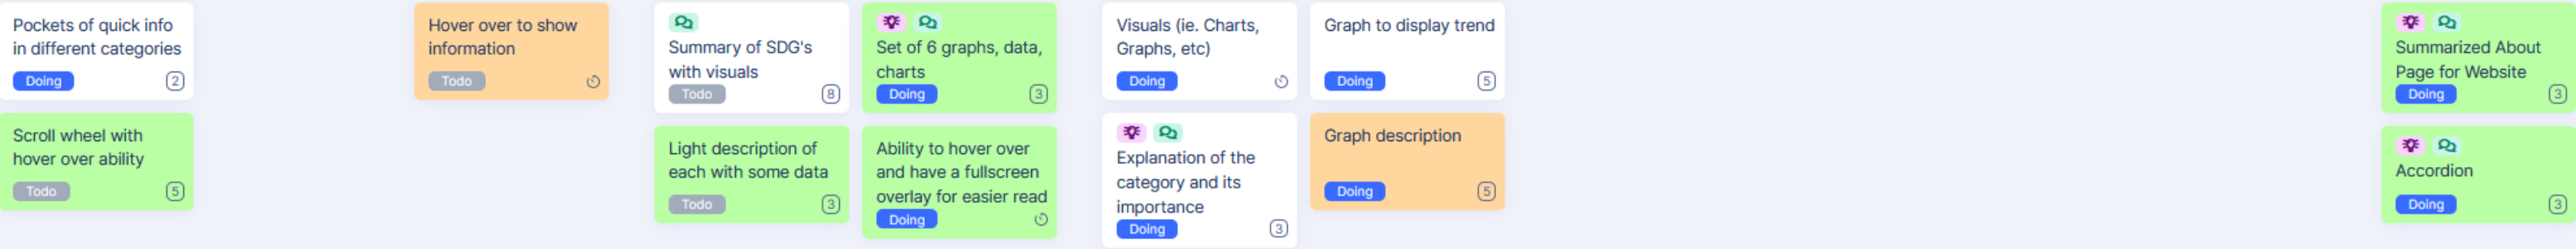 Pockets of quick info
in different categories
Doing
2
Scroll wheel with
hover over ability
Todo
5
Hover over to show
information
Todo
Summary of SDG's
with visuals
Todo
8
Light description of
each with some data
Todo
3
Set of 6 graphs, data,
charts
Doing
3
Ability to hover over
and have a fullscreen
overlay for easier read
Doing
Visuals (ie. Charts,
Graphs, etc)
Doing
Explanation of the
category and its
importance
Doing
3
Graph to display trend
Doing
5
Graph description
Doing
5
Summarized About
Page for Website
Doing
3
Accordion
Doing
3